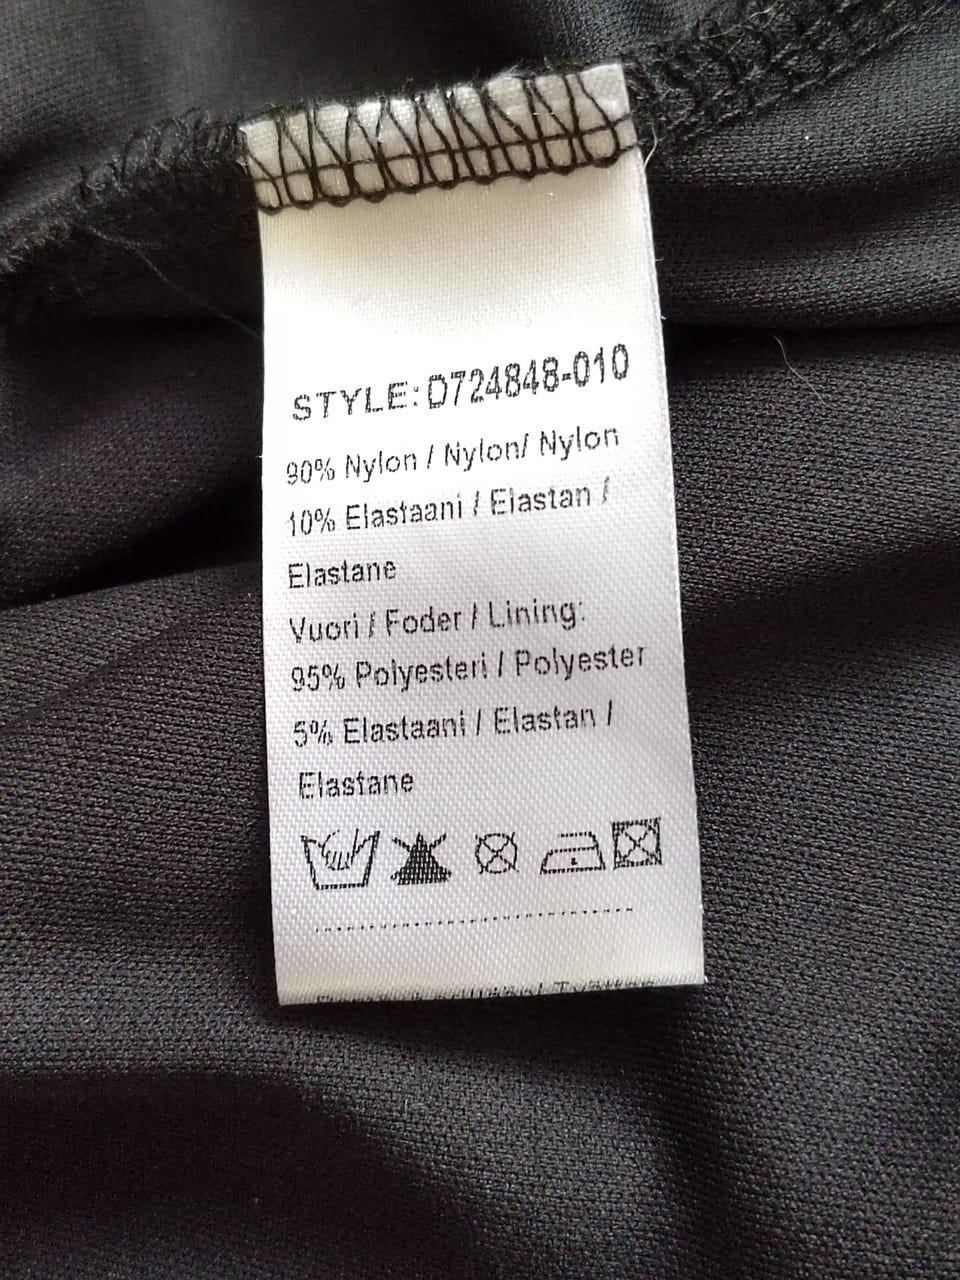 STYLE: D724848-010
90% Nylon / Nylon/ Nylon
10% Elastaani / Elastan /
Elastane
Vuori / Foder / Lining:
95% Polyesteri / Polyester
5% Elastaani / Elastan /
Elastane